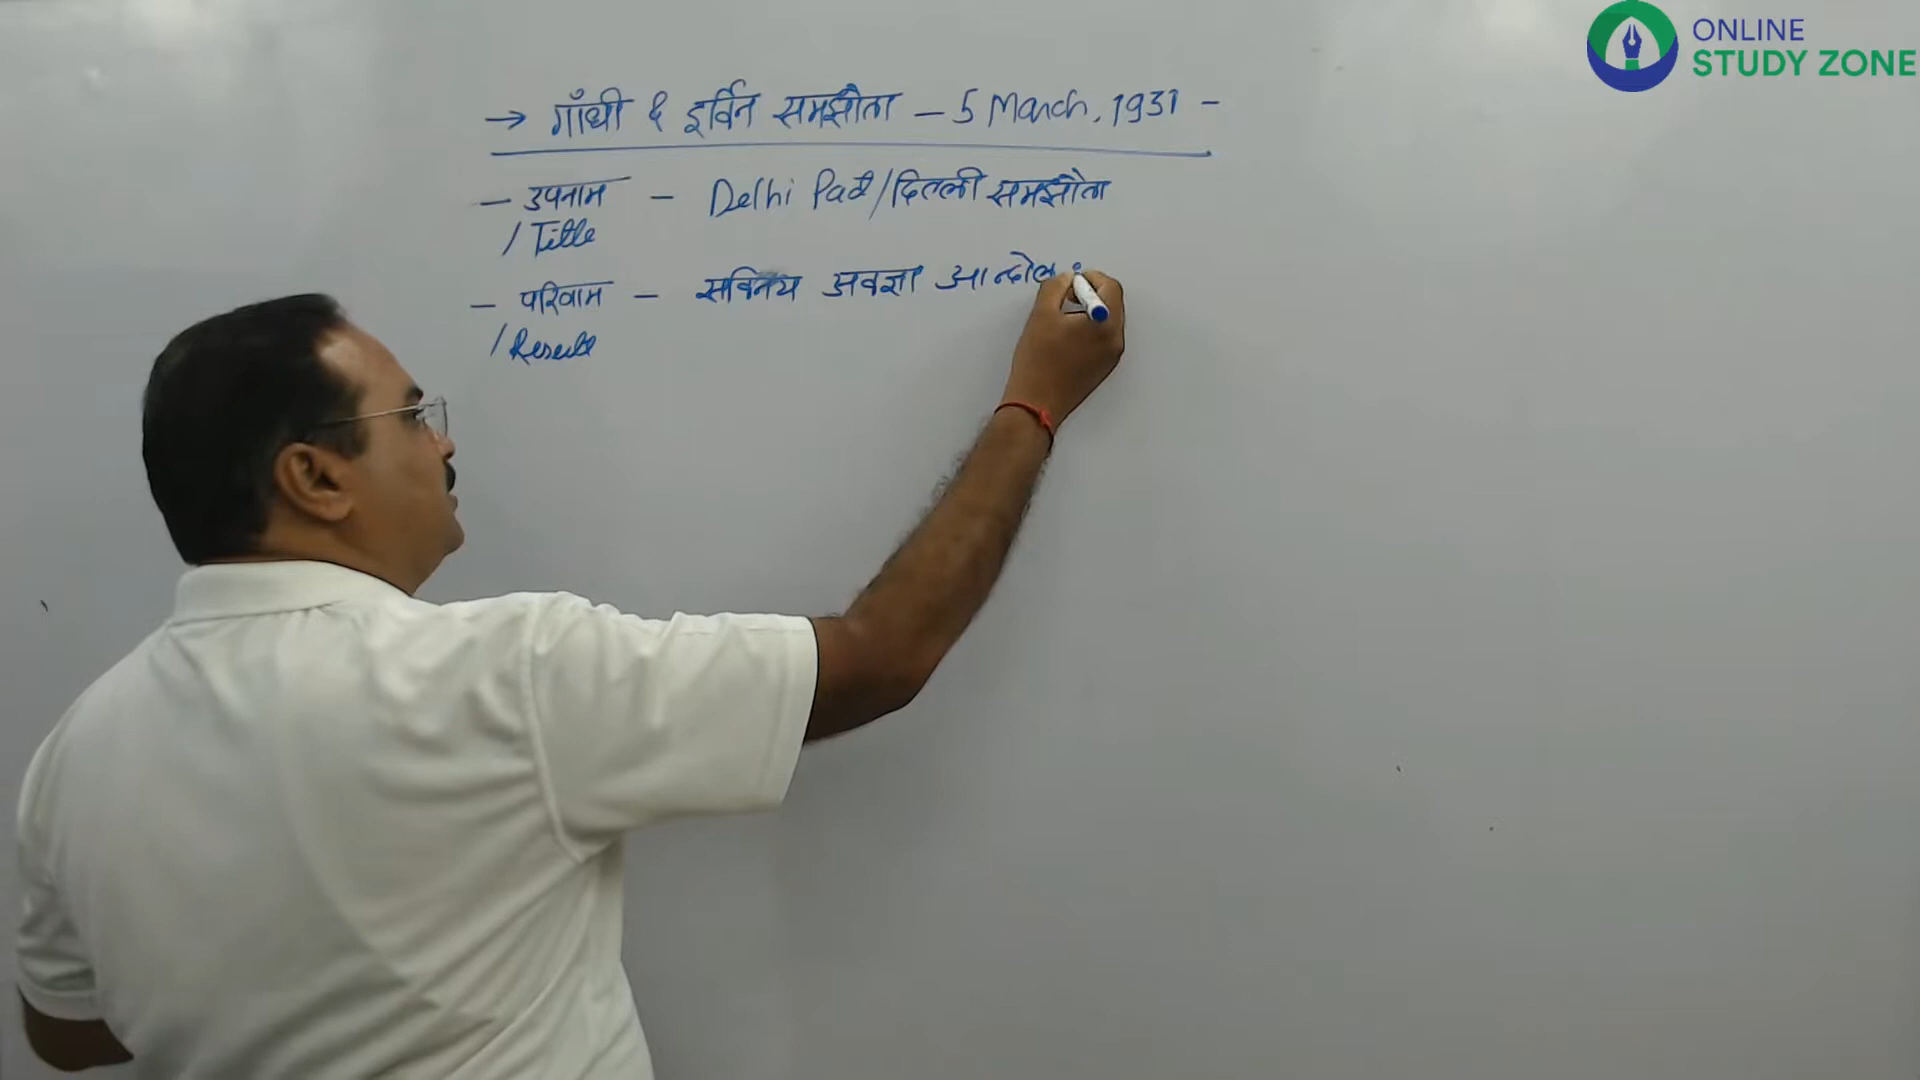 ONLINE
STUDY ZONE
→ गाँधी & इर्विन समझौता – 5 March, 1931 –
– उपनाम – Delhi Pact/दिल्ली समझौता
/ Title
– परिणाम – सविनय अवज्ञा आन्दोल
/ Result